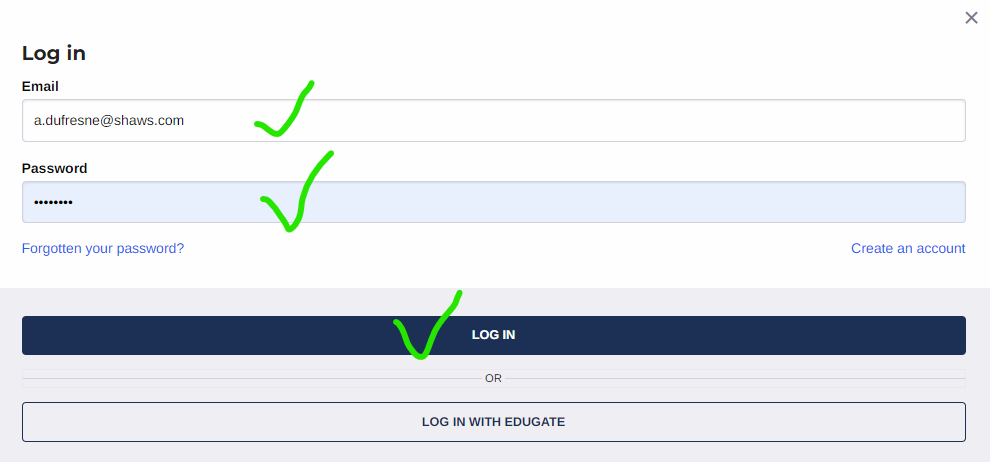 Log in
Email
a.dufresne@shaws.com
Password
••••••••
Forgotten your password? Create an account
LOG IN
OR
LOG IN WITH EDUGATE